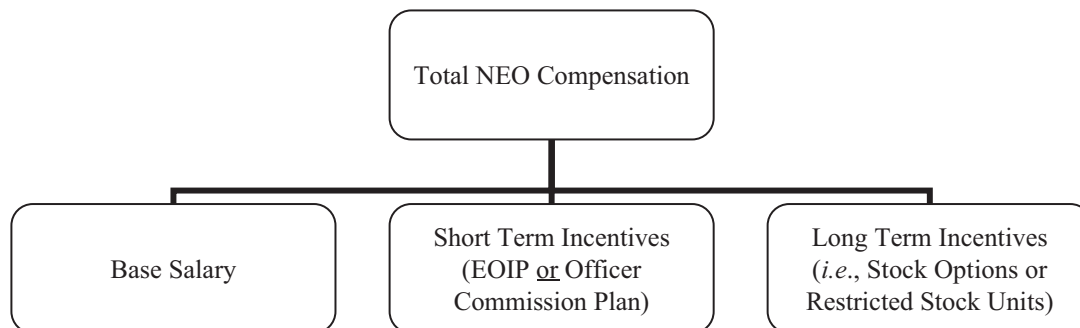 Total NEO Compensation
Base Salary
Short Term Incentives
(EOIP or Officer
Commission Plan)
Long Term Incentives
(i.e., Stock Options or
Restricted Stock Units)